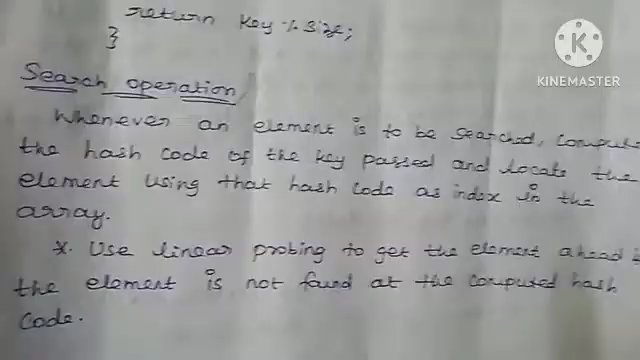 return key % size;
}
KINEMASTER
Search operation
Whenever an element is to be searched, compute
the hash code of the key passed and locate the
element using that hash code as index in the
array.
*. Use linear probing to get the element ahead if
the element is not found at the computed hash
code.